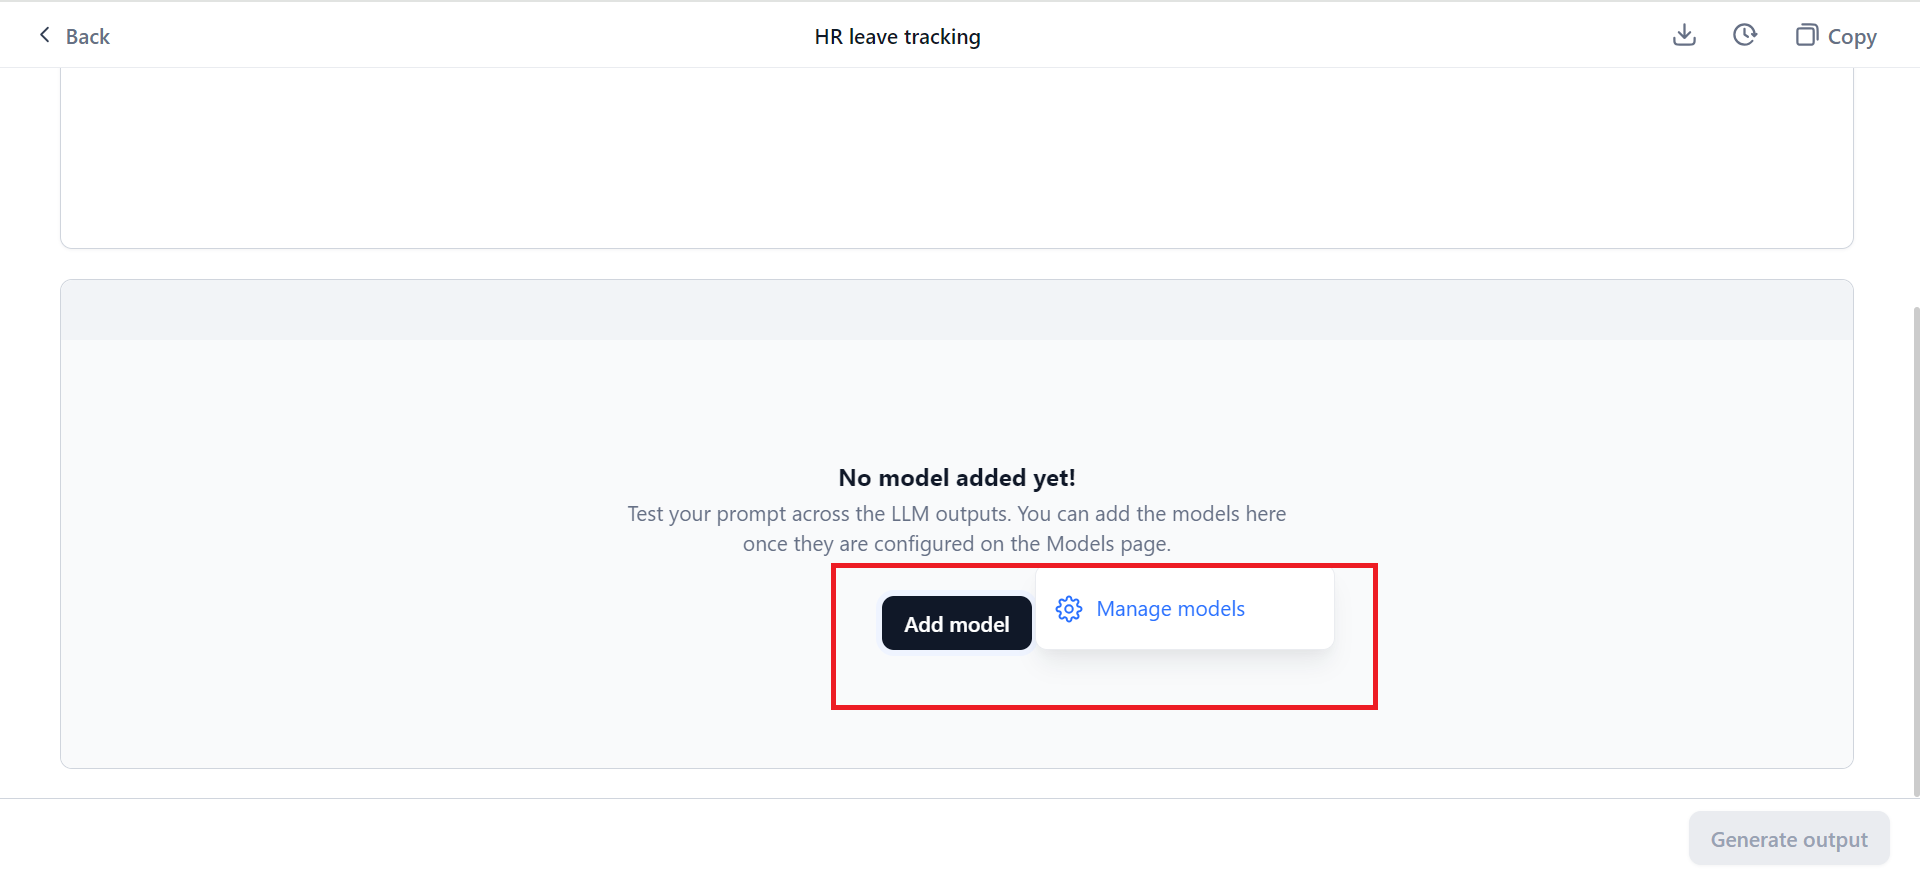 Back
HR leave tracking
Copy
No model added yet!
Test your prompt across the LLM outputs. You can add the models here
once they are configured on the Models page.
Add model
Manage models
Generate output